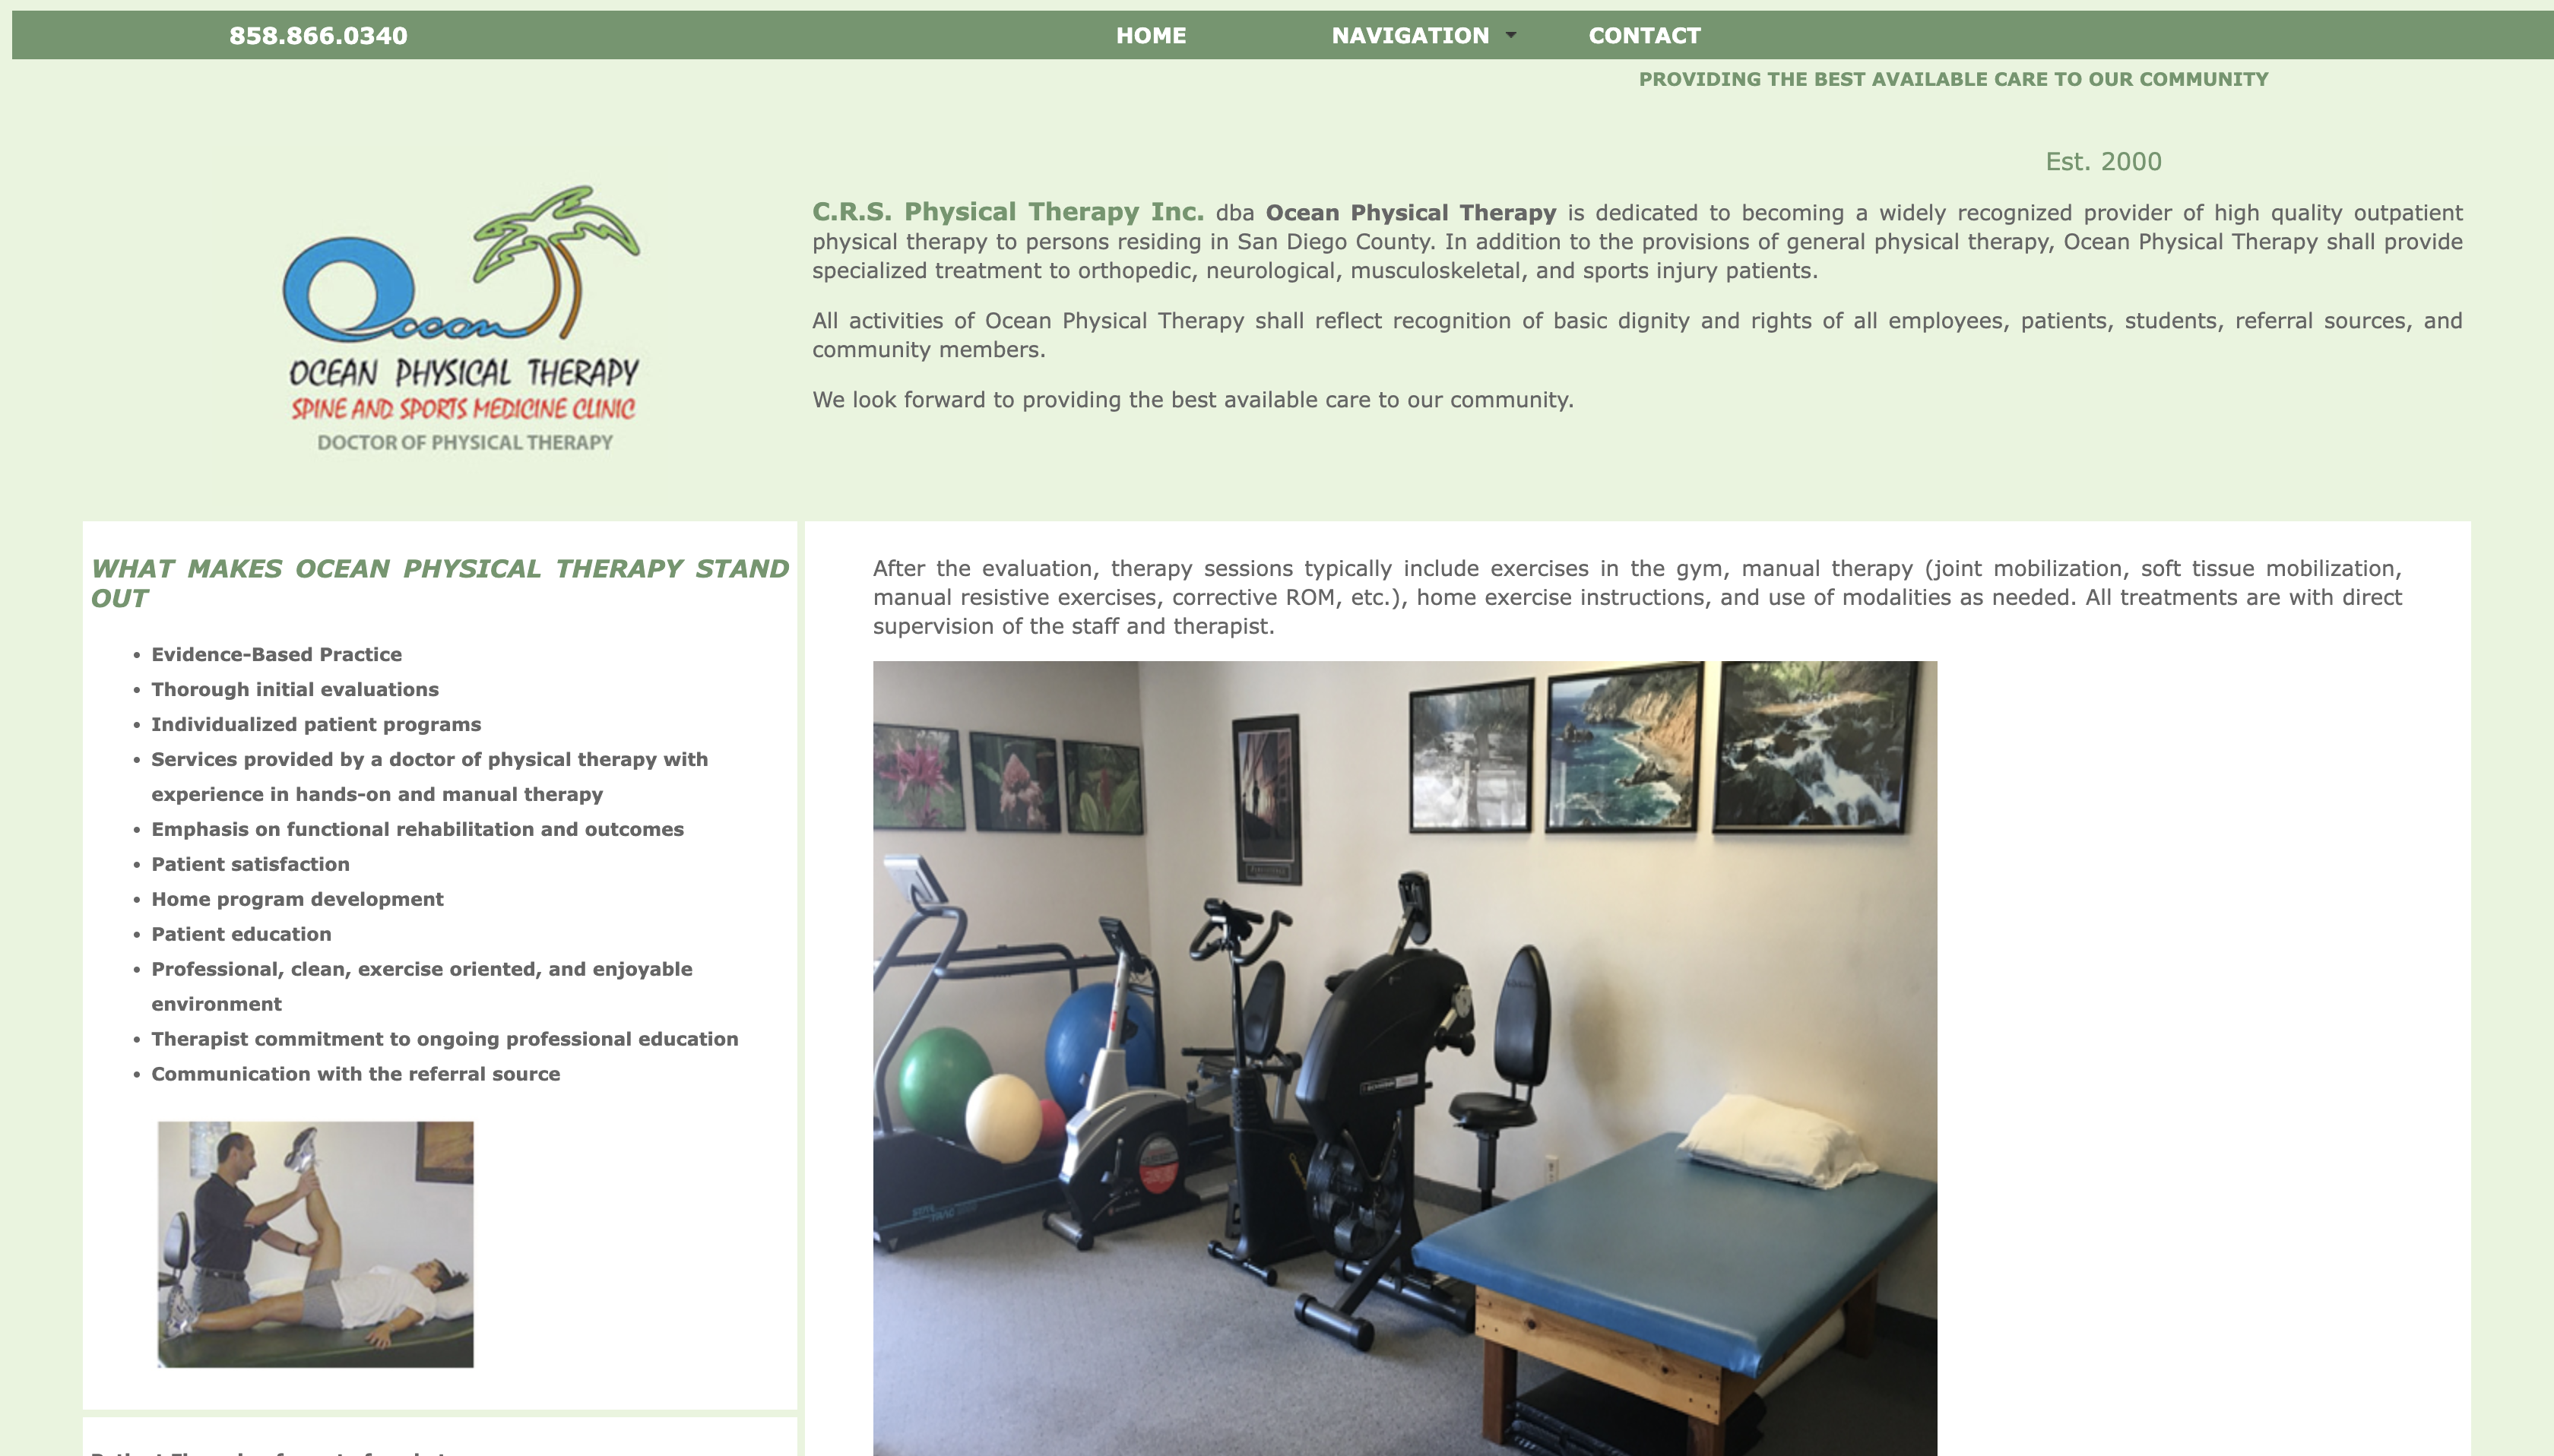 858.866.0340
HOME
NAVIGATION
CONTACT
PROVIDING THE BEST AVAILABLE CARE TO OUR COMMUNITY
Est. 2000
Ocean
OCEAN PHYSICAL THERAPY
SPINE AND SPORTS MEDICINE CLINIC
DOCTOR OF PHYSICAL THERAPY
C.R.S. Physical Therapy Inc. dba Ocean Physical Therapy is dedicated to becoming a widely recognized provider of high quality outpatient
physical therapy to persons residing in San Diego County. In addition to the provisions of general physical therapy, Ocean Physical Therapy shall provide
specialized treatment to orthopedic, neurological, musculoskeletal, and sports injury patients.
All activities of Ocean Physical Therapy shall reflect recognition of basic dignity and rights of all employees, patients, students, referral sources, and
community members.
We look forward to providing the best available care to our community.
WHAT MAKES OCEAN PHYSICAL THERAPY STAND
OUT
• Evidence-Based Practice
• Thorough initial evaluations
• Individualized patient programs
• Services provided by a doctor of physical therapy with
experience in hands-on and manual therapy
• Emphasis on functional rehabilitation and outcomes
• Patient satisfaction
• Home program development
• Patient education
• Professional, clean, exercise oriented, and enjoyable
environment
• Therapist commitment to ongoing professional education
• Communication with the referral source
After the evaluation, therapy sessions typically include exercises in the gym, manual therapy (joint mobilization, soft tissue mobilization,
manual resistive exercises, corrective ROM, etc.), home exercise instructions, and use of modalities as needed. All treatments are with direct
supervision of the staff and therapist.